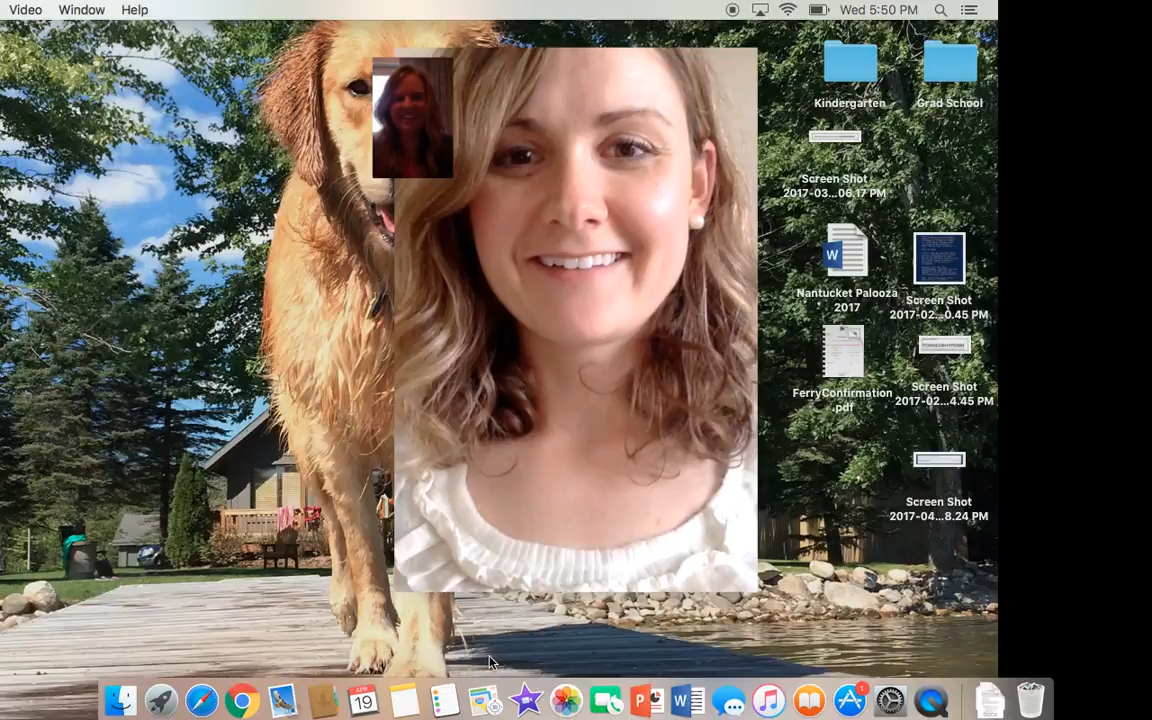 Video Window Help Wed 5:50 PM
Kindergarten
Grad School
Screen Shot
2017-03...06.17 PM
Nantucket Palooza
2017
Screen Shot
2017-02...0.45 PM
FerryConfirmation
pdf
Screen Shot
2017-02...4.45 PM
Screen Shot
2017-04...8.24 PM
W
APR
19
P
W
1